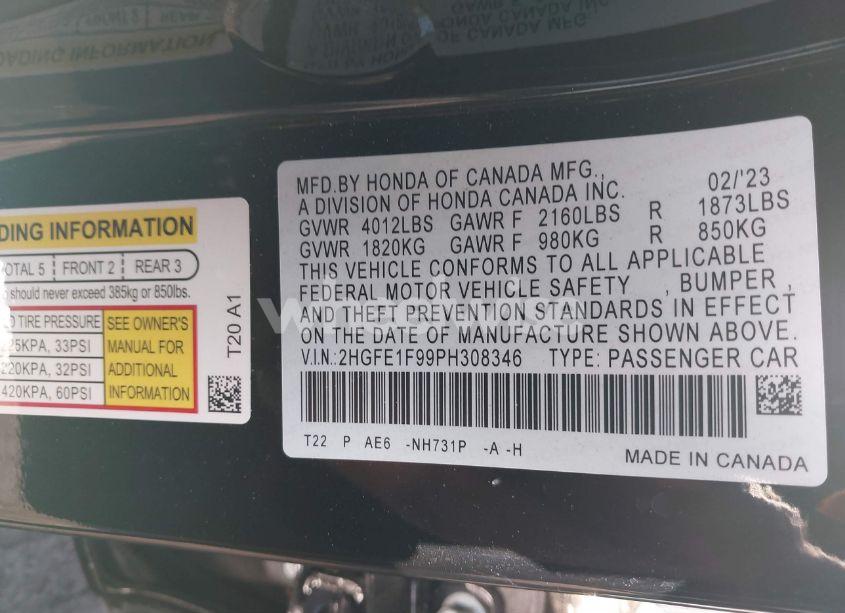 DING INFORMATION
OTAL 5 FRONT 2 REAR 3
should never exceed 385kg or 850lbs.
TIRE PRESSURE
25KPA, 33PSI
220KPA, 32PSI
420KPA, 60PSI
SEE OWNER'S
MANUAL FOR
ADDITIONAL
INFORMATION
T20 A1
MFD.BY HONDA OF CANADA MFG., 02/'23
A DIVISION OF HONDA CANADA INC.
GVWR 4012LBS GAWR F 2160LBS R 1873LBS
GVWR 1820KG GAWR F 980KG R 850KG
THIS VEHICLE CONFORMS TO ALL APPLICABLE
FEDERAL MOTOR VEHICLE SAFETY , BUMPER ,
AND THEFT PREVENTION STANDARDS IN EFFECT
ON THE DATE OF MANUFACTURE SHOWN ABOVE.
V.I.N.:2HGFE1F99PH308346 TYPE: PASSENGER CAR
T22 P AE6 -NH731P -A -H
MADE IN CANADA